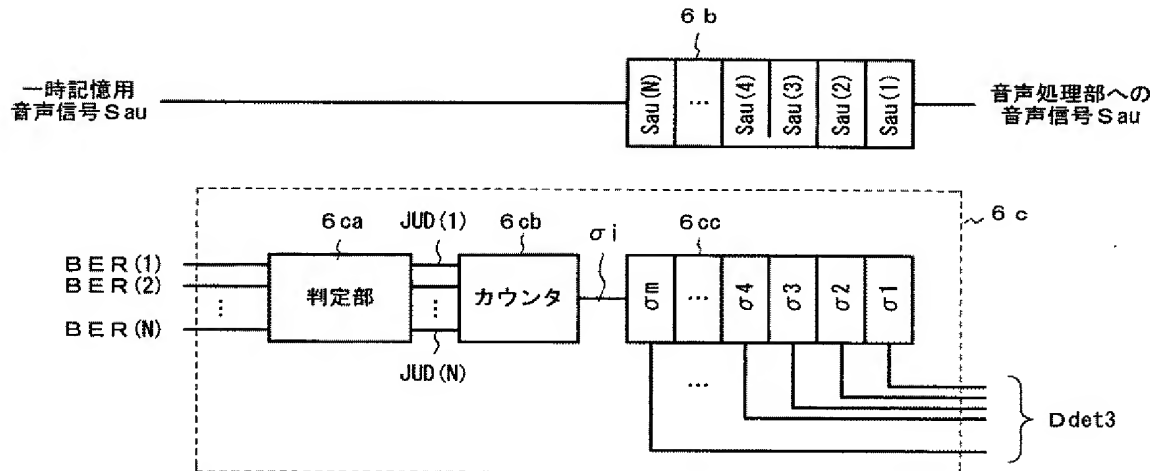 6b
一時記憶用
音声信号Sau
Sau(N)
…
Sau(4)
Sau(3)
Sau(2)
Sau(1)
音声処理部への
音声信号Sau
6c
6ca
JUD(1)
6cb
σi
6cc
BER(1)
BER(2)
⋮
BER(N)
判定部
⋮
JUD(N)
カウンタ
σm
…
σ4
σ3
σ2
σ1
…
Ddet3